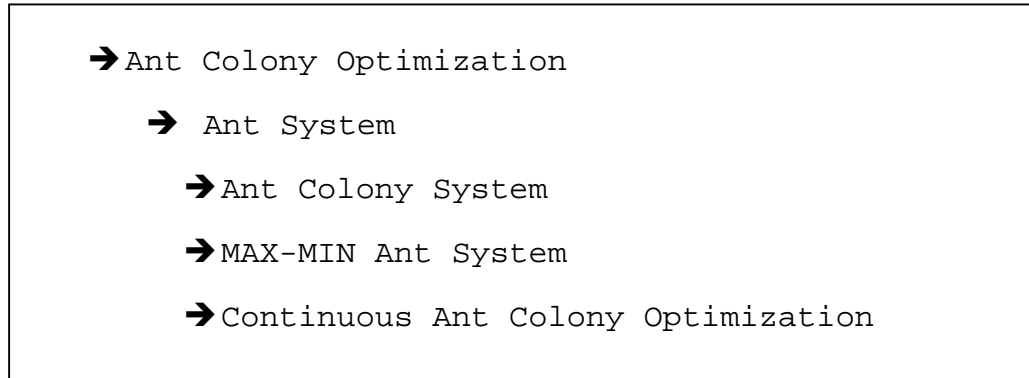 ➔Ant Colony Optimization
➔ Ant System
➔Ant Colony System
➔MAX-MIN Ant System
➔Continuous Ant Colony Optimization